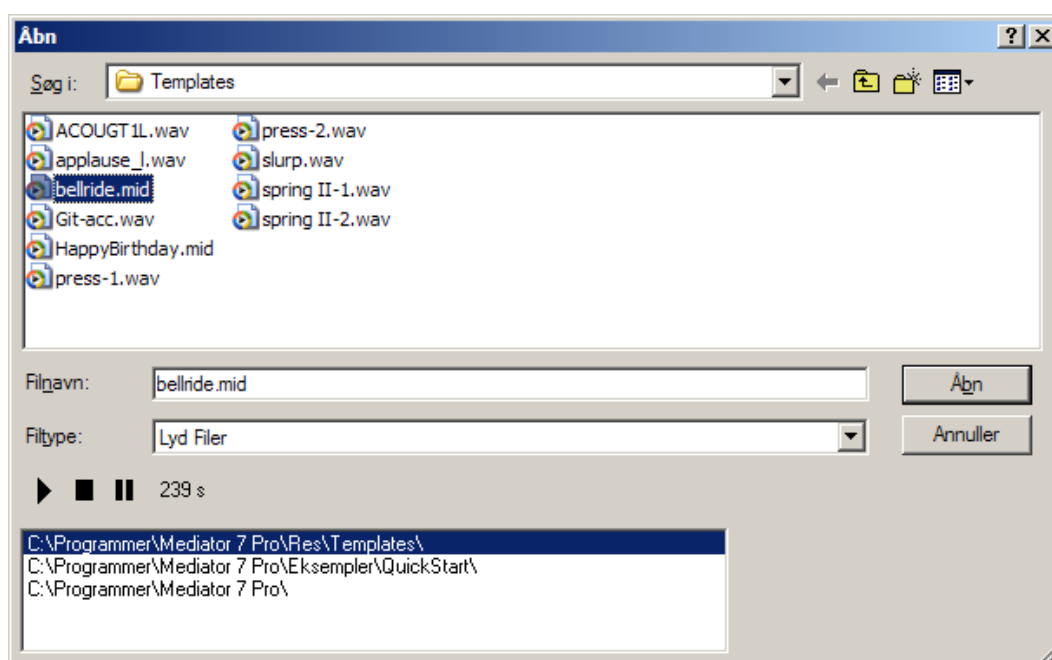 Åbn
Søg i: Templates
ACOUGT1L.wav
applause_l.wav
bellride.mid
Git-acc.wav
HappyBirthday.mid
press-1.wav
press-2.wav
slurp.wav
spring II-1.wav
spring II-2.wav
Filnavn: bellride.mid Åbn
Filtype: Lyd Filer Annuller
239 s
C:\Programmer\Mediator 7 Pro\Res\Templates\
C:\Programmer\Mediator 7 Pro\Eksempler\QuickStart\
C:\Programmer\Mediator 7 Pro\